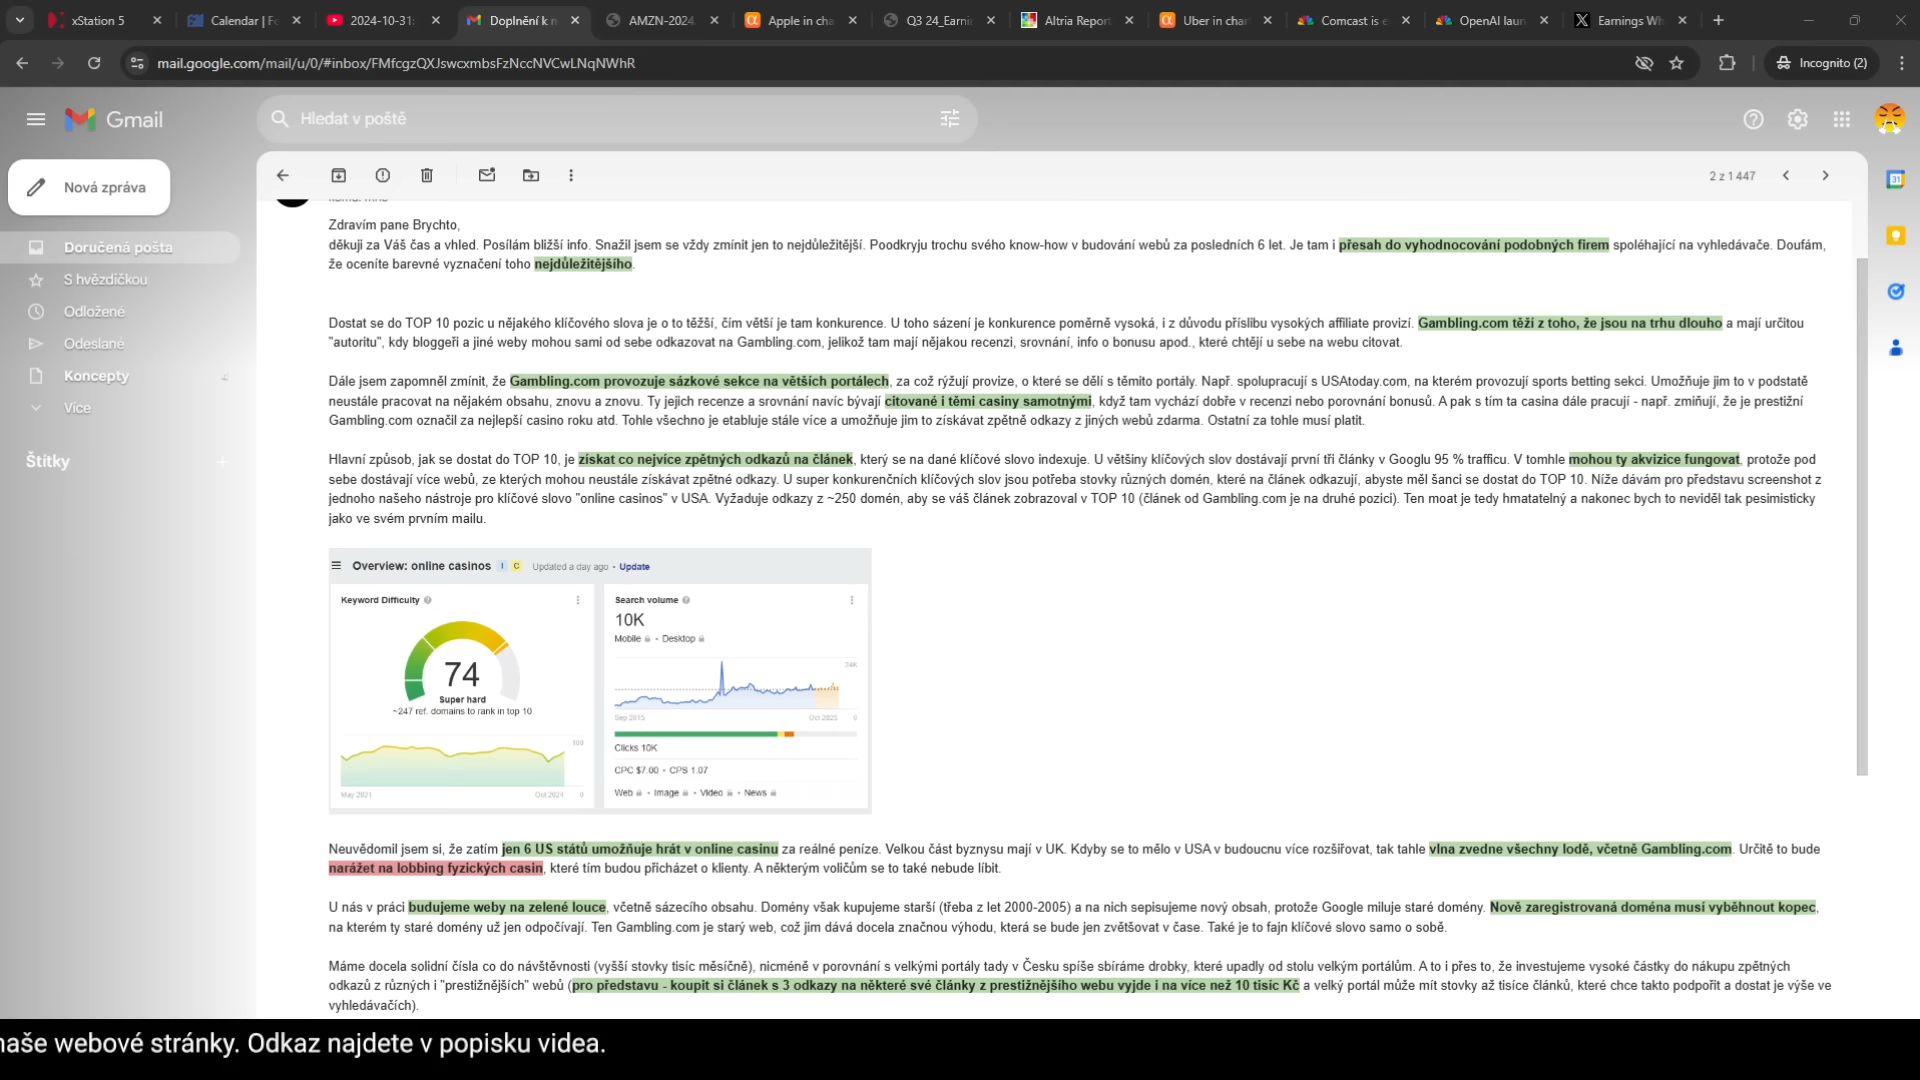 xStation 5
Calendar | Fo
2024-10-31:
Doplnění k n
AMZN-2024
Apple in cha
Q3 24_Earni
Altria Report
Uber in char
Comcast is e
OpenAI laun
Earnings Wh
mail.google.com/mail/u/0/#inbox/FMfcgzQXJswcxmbsFzNccNVCwLNqNWhR
Incognito (2)
Gmail
Hledat v poště
Nová zpráva
2 z 1 447
Doručená pošta
S hvězdičkou
Odložené
Odeslané
Koncepty
Více
Štítky
Zdravím pane Brychto,
děkuji za Váš čas a vhled. Posílám bližší info. Snažil jsem se vždy zmínit jen to nejdůležitější. Poodkryju trochu svého know-how v budování webů za posledních 6 let. Je tam i přesah do vyhodnocování podobných firem spoléhající na vyhledávače. Doufám,
že oceníte barevné vyznačení toho nejdůležitějšího.
Dostat se do TOP 10 pozic u nějakého klíčového slova je o to těžší, čím větší je tam konkurence. U toho sázení je konkurence poměrně vysoká, i z důvodu příslibu vysokých affiliate provizí. Gambling.com těží z toho, že jsou na trhu dlouho a mají určitou
"autoritu", kdy bloggeři a jiné weby mohou sami od sebe odkazovat na Gambling.com, jelikož tam mají nějakou recenzi, srovnání, info o bonusu apod., které chtějí u sebe na webu citovat.
Dále jsem zapomněl zmínit, že Gambling.com provozuje sázkové sekce na větších portálech, za což rýžují provize, o které se dělí s těmito portály. Např. spolupracují s USAtoday.com, na kterém provozují sports betting sekci. Umožňuje jim to v podstatě
neustále pracovat na nějakém obsahu, znovu a znovu. Ty jejich recenze a srovnání navíc bývají citované i těmi casiny samotnými, když tam vychází dobře v recenzi nebo porovnání bonusů. A pak s tím ta casina dále pracují - např. zmiňují, že je prestižní
Gambling.com označil za nejlepší casino roku atd. Tohle všechno je etabluje stále více a umožňuje jim to získávat zpětně odkazy z jiných webů zdarma. Ostatní za tohle musí platit.
Hlavní způsob, jak se dostat do TOP 10, je získat co nejvíce zpětných odkazů na článek, který se na dané klíčové slovo indexuje. U většiny klíčových slov dostávají první tři články v Googlu 95 % trafficu. V tomhle mohou ty akvizice fungovat, protože pod
sebe dostávají více webů, ze kterých mohou neustále získávat zpětné odkazy. U super konkurenčních klíčových slov jsou potřeba stovky různých domén, které na článek odkazují, abyste měl šanci se dostat do TOP 10. Níže dávám pro představu screenshot z
jednoho našeho nástroje pro klíčové slovo "online casinos" v USA. Vyžaduje odkazy z ~250 domén, aby se váš článek zobrazoval v TOP 10 (článek od Gambling.com je na druhé pozici). Ten moat je tedy hmatatelný a nakonec bych to neviděl tak pesimisticky
jako ve svém prvním mailu.
Overview: online casinos I C Updated a day ago • Update
Keyword Difficulty
74
Super hard
~247 ref. domains to rank in top 10
100
May 2021
Oct 2024
0
Search volume
10K
Mobile • Desktop
24K
Sep 2015
Oct 2025
0
Clicks 10K
CPC $7.00 • CPS 1.07
Web • Image • Video • News
Neuvědomil jsem si, že zatím jen 6 US států umožňuje hrát v online casinu za reálné peníze. Velkou část byznysu mají v UK. Kdyby se to mělo v USA v budoucnu více rozšiřovat, tak tahle vlna zvedne všechny lodě, včetně Gambling.com. Určitě to bude
narážet na lobbing fyzických casin, které tím budou přicházet o klienty. A některým voličům se to také nebude líbit.
U nás v práci budujeme weby na zelené louce, včetně sázecího obsahu. Domény však kupujeme starší (třeba z let 2000-2005) a na nich sepisujeme nový obsah, protože Google miluje staré domény. Nově zaregistrovaná doména musí vyběhnout kopec,
na kterém ty staré domény už jen odpočívají. Ten Gambling.com je starý web, což jim dává docela značnou výhodu, která se bude jen zvětšovat v čase. Také je to fajn klíčové slovo samo o sobě.
Máme docela solidní čísla co do návštěvnosti (vyšší stovky tisíc měsíčně), nicméně v porovnání s velkými portály tady v Česku spíše sbíráme drobky, které upadly od stolu velkým portálům. A to i přes to, že investujeme vysoké částky do nákupu zpětných
odkazů z různých i "prestižnějších" webů (pro představu - koupit si článek s 3 odkazy na některé své články z prestižnějšího webu vyjde i na více než 10 tisíc Kč a velký portál může mít stovky až tisíce článků, které chce takto podpořit a dostat je výše ve
vyhledávačích).
naše webové stránky. Odkaz najdete v popisku videa.